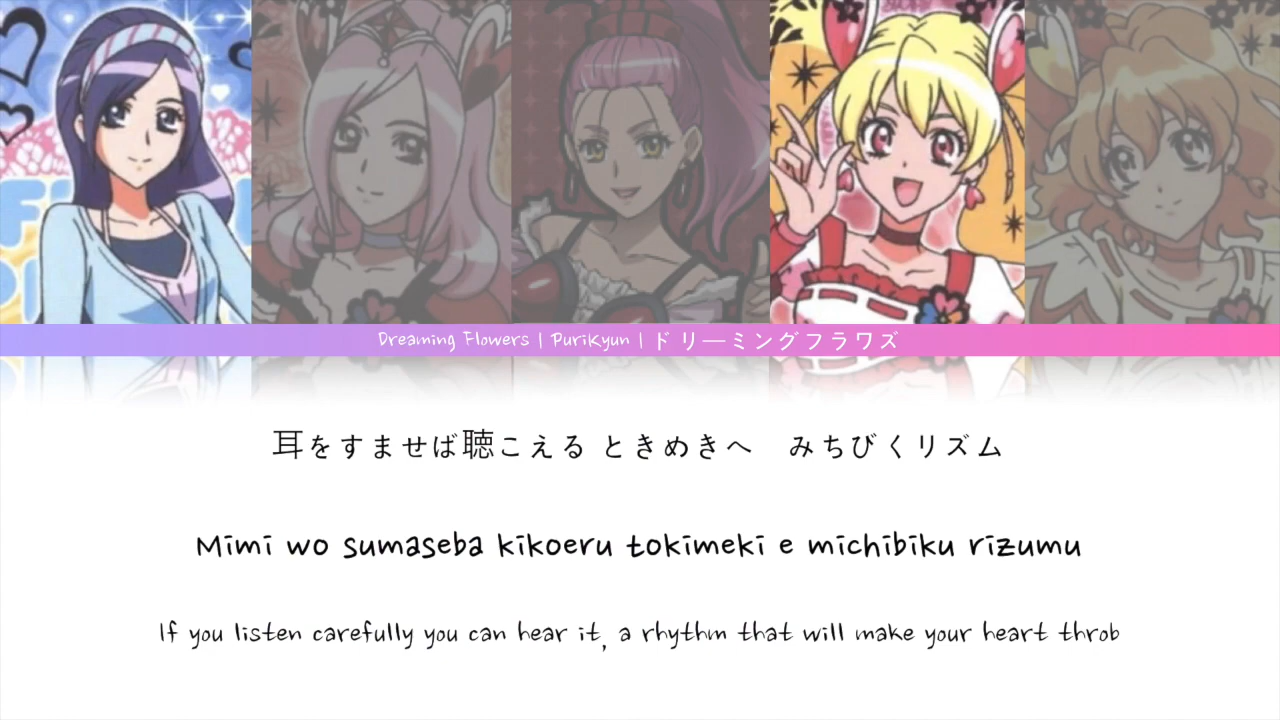 Dreaming Flowers | PuriKyun | ドリーミングフラワズ
耳をすませば聴こえる ときめきへ　みちびくリズム
Mimi wo sumaseba kikoeru tokimeki e michibiku rizumu
If you listen carefully you can hear it, a rhythm that will make your heart throb